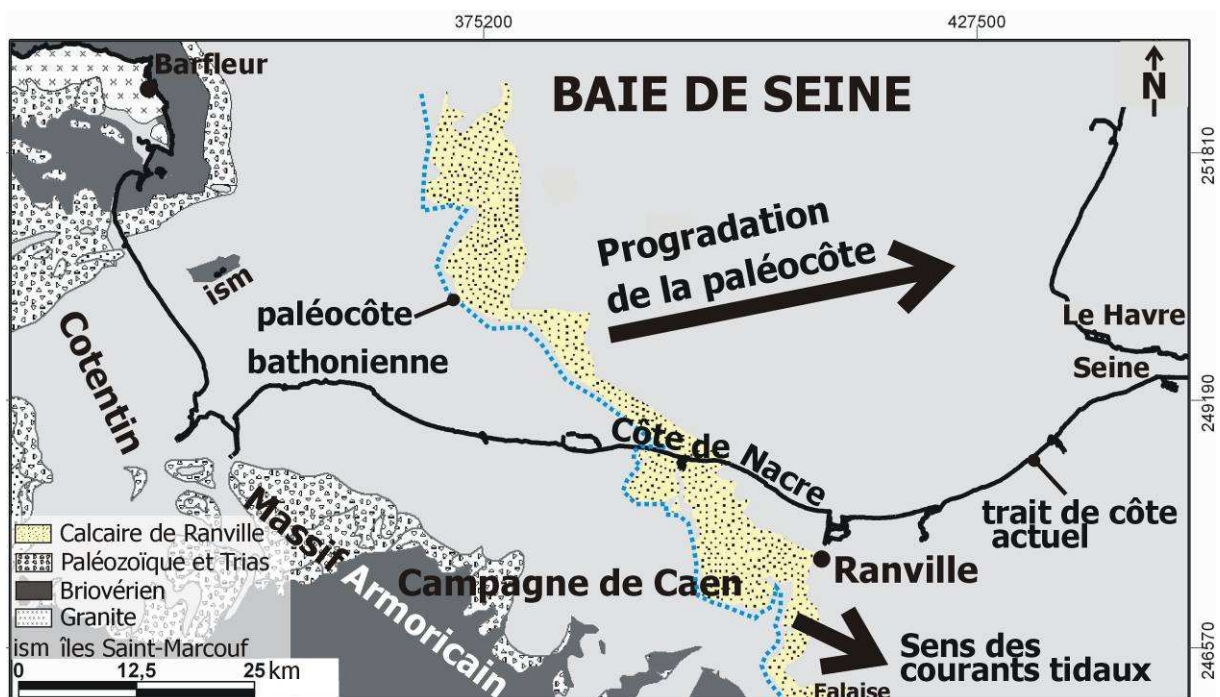 375200
427500
BAIE DE SEINE
N
Barfleur
251810
Progradation
de la paléocôte
ism
paléocôte
bathonienne
Cotentin
Le Havre
Seine
249190
Côte de Nacre
Massif
Armoricain
trait de côte
actuel
Calcaire de Ranville
Paléozoïque et Trias
Briovérien
Granite
ism îles Saint-Marcouf
0 12,5 25 km
Campagne de Caen
Ranville
Sens des
courants tidaux
246570
Falaise